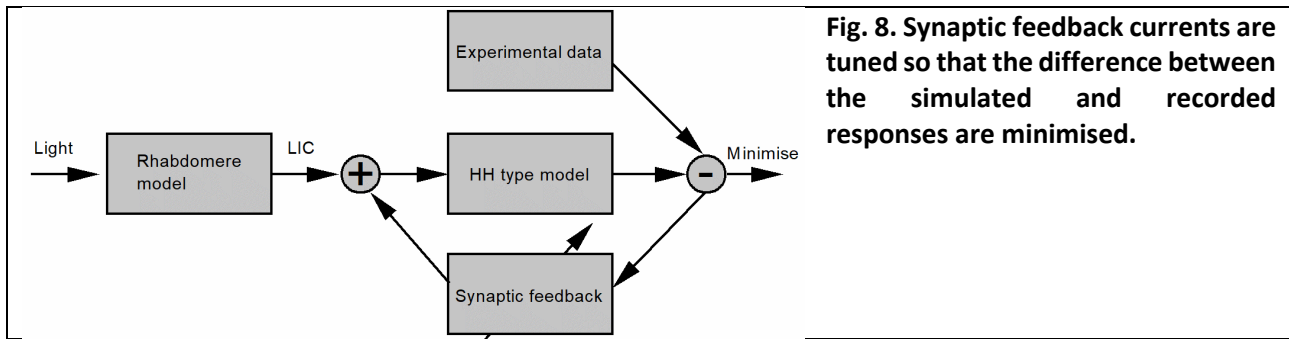 Experimental data
Light
Rhabdomere
model
LIC
+
HH type model
-
Minimise
Synaptic feedback
Fig. 8. Synaptic feedback currents are
tuned so that the difference between
the simulated and recorded
responses are minimised.